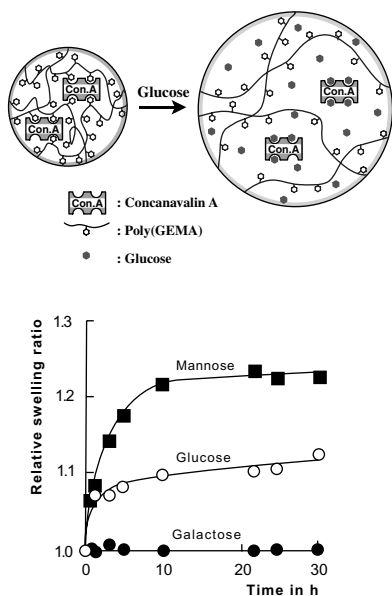 Glucose
Con.A
Con.A
Con.A
Con.A
Con.A
: Concanavalin A
: Poly(GEMA)
: Glucose
1.3
1.2
1.1
1.0
Relative swelling ratio
Mannose
Glucose
Galactose
0
10
20
30
Time in h